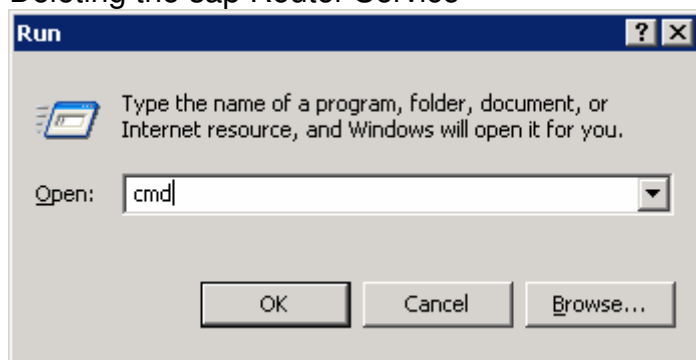 Deleting the sap Router Service
Run
Type the name of a program, folder, document, or
Internet resource, and Windows will open it for you.
Open: cmd
OK Cancel Browse...